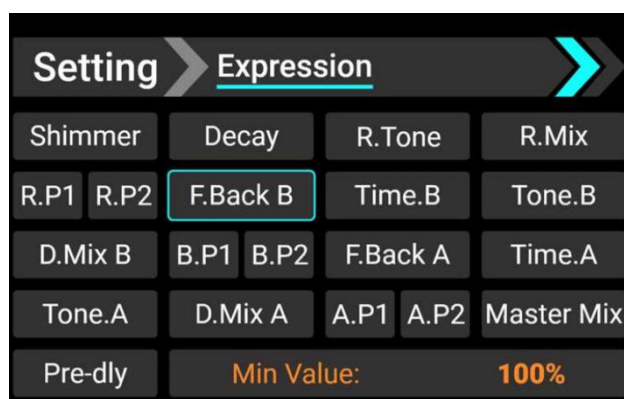 Setting Expression
Shimmer Decay R.Tone R.Mix
R.P1 R.P2 F.Back B Time.B Tone.B
D.Mix B B.P1 B.P2 F.Back A Time.A
Tone.A D.Mix A A.P1 A.P2 Master Mix
Pre-dly Min Value: 100%